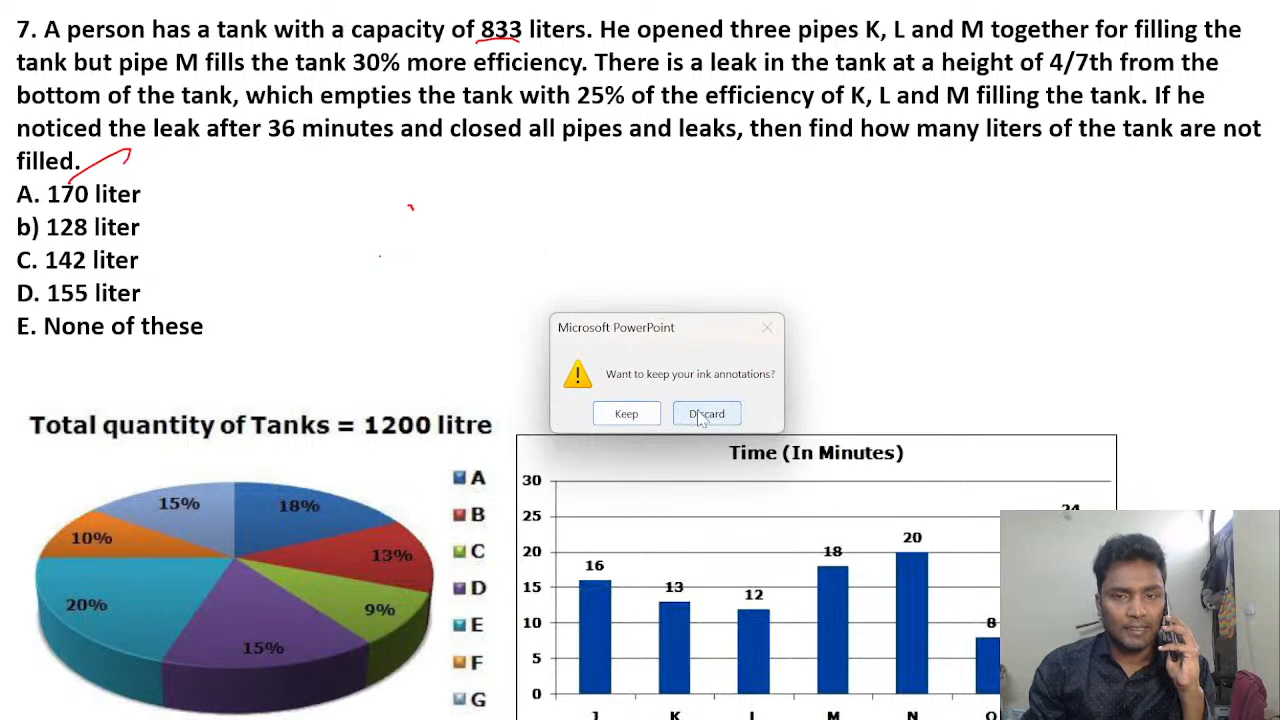 7. A person has a tank with a capacity of 833 liters. He opened three pipes K, L and M together for filling the
tank but pipe M fills the tank 30% more efficiency. There is a leak in the tank at a height of 4/7th from the
bottom of the tank, which empties the tank with 25% of the efficiency of K, L and M filling the tank. If he
noticed the leak after 36 minutes and closed all pipes and leaks, then find how many liters of the tank are not
filled.
A. 170 liter
b) 128 liter
C. 142 liter
D. 155 liter
E. None of these
Microsoft PowerPoint
Want to keep your ink annotations?
Keep
Discard
Total quantity of Tanks = 1200 litre
15%
18%
10%
13%
20%
9%
15%
A
B
C
D
E
F
G
Time (In Minutes)
30
25
20
15
10
5
0
16
13
12
18
20
8
J
K
L
M
N